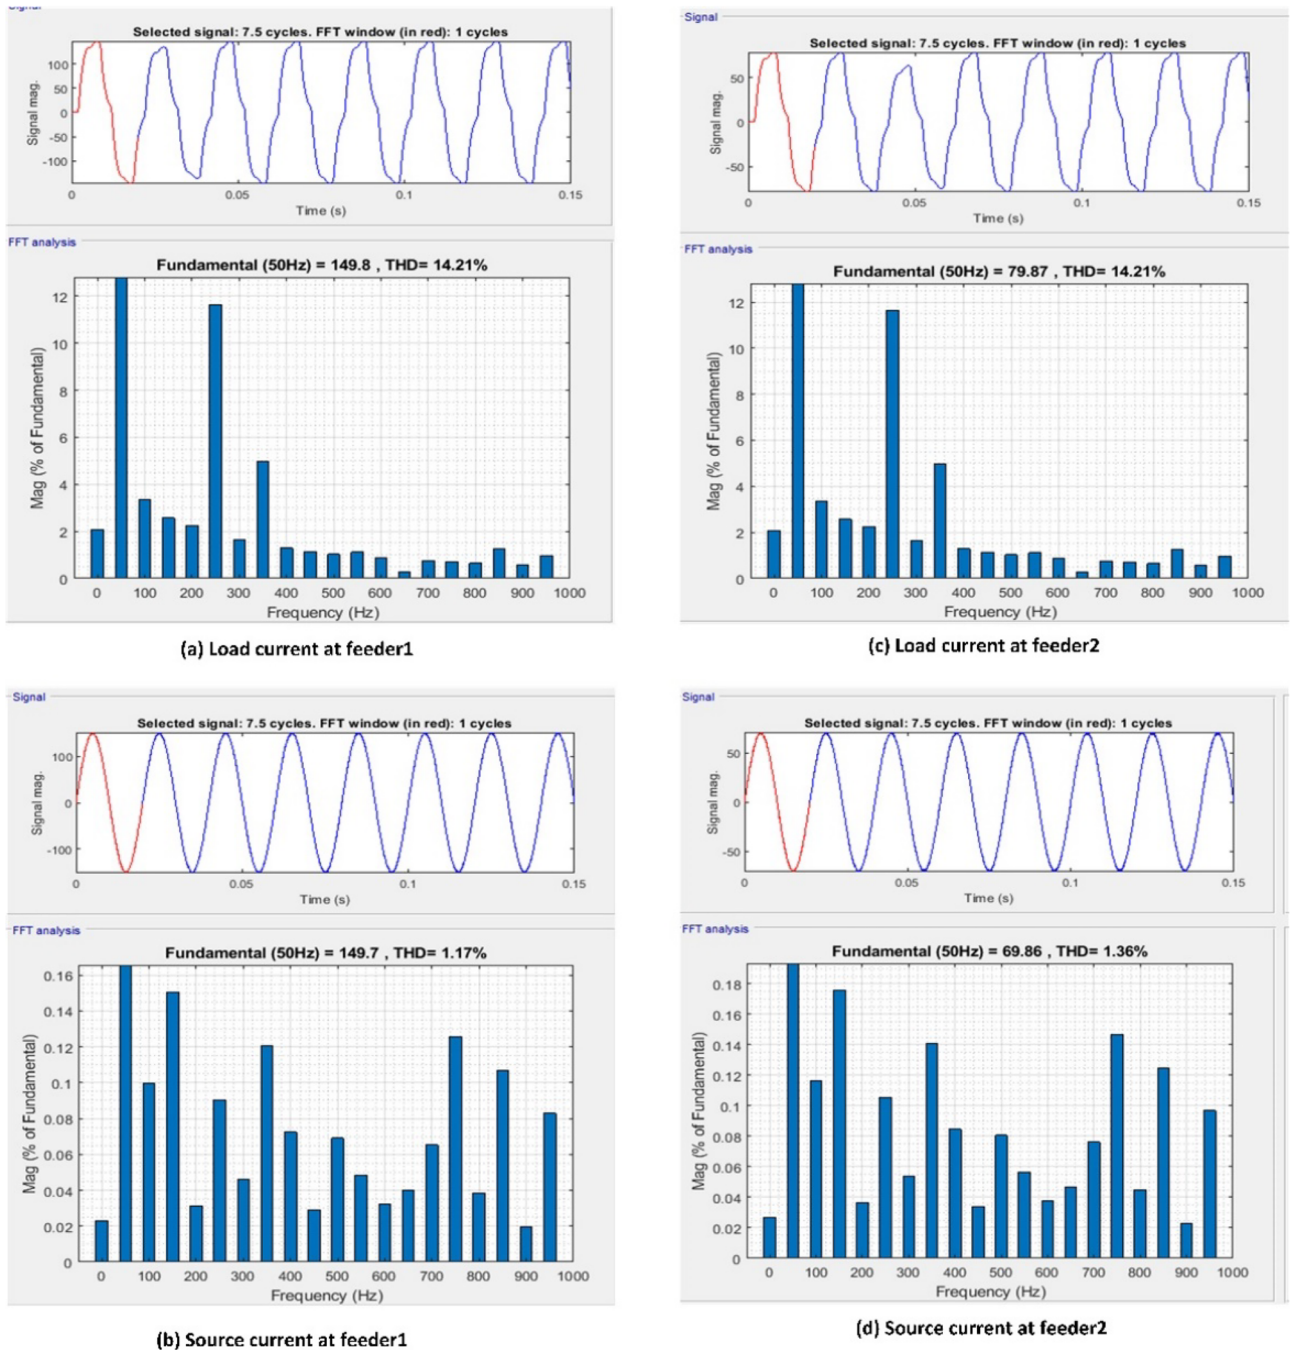 Signal
Selected signal: 7.5 cycles. FFT window (in red): 1 cycles
Signal mag.
100
50
0
-50
-100
0
0.05
0.1
0.15
Time (s)
FFT analysis
Fundamental (50Hz) = 149.8 , THD= 14.21%
Mag (% of Fundamental)
12
10
8
6
4
2
0
0 100 200 300 400 500 600 700 800 900 1000
Frequency (Hz)
(a) Load current at feeder1
Signal
Selected signal: 7.5 cycles. FFT window (in red): 1 cycles
Signal mag.
50
0
-50
0
0.05
0.1
0.15
Time (s)
FFT analysis
Fundamental (50Hz) = 79.87 , THD= 14.21%
Mag (% of Fundamental)
12
10
8
6
4
2
0
0 100 200 300 400 500 600 700 800 900 1000
Frequency (Hz)
(c) Load current at feeder2
Signal
Selected signal: 7.5 cycles. FFT window (in red): 1 cycles
Signal mag.
100
0
-100
0
0.05
0.1
0.15
Time (s)
FFT analysis
Fundamental (50Hz) = 149.7 , THD= 1.17%
Mag (% of Fundamental)
0.16
0.14
0.12
0.1
0.08
0.06
0.04
0.02
0
0 100 200 300 400 500 600 700 800 900 1000
Frequency (Hz)
(b) Source current at feeder1
Signal
Selected signal: 7.5 cycles. FFT window (in red): 1 cycles
Signal mag.
50
0
-50
0
0.05
0.1
0.15
Time (s)
FFT analysis
Fundamental (50Hz) = 69.86 , THD= 1.36%
Mag (% of Fundamental)
0.18
0.16
0.14
0.12
0.1
0.08
0.06
0.04
0.02
0
0 100 200 300 400 500 600 700 800 900 1000
Frequency (Hz)
(d) Source current at feeder2